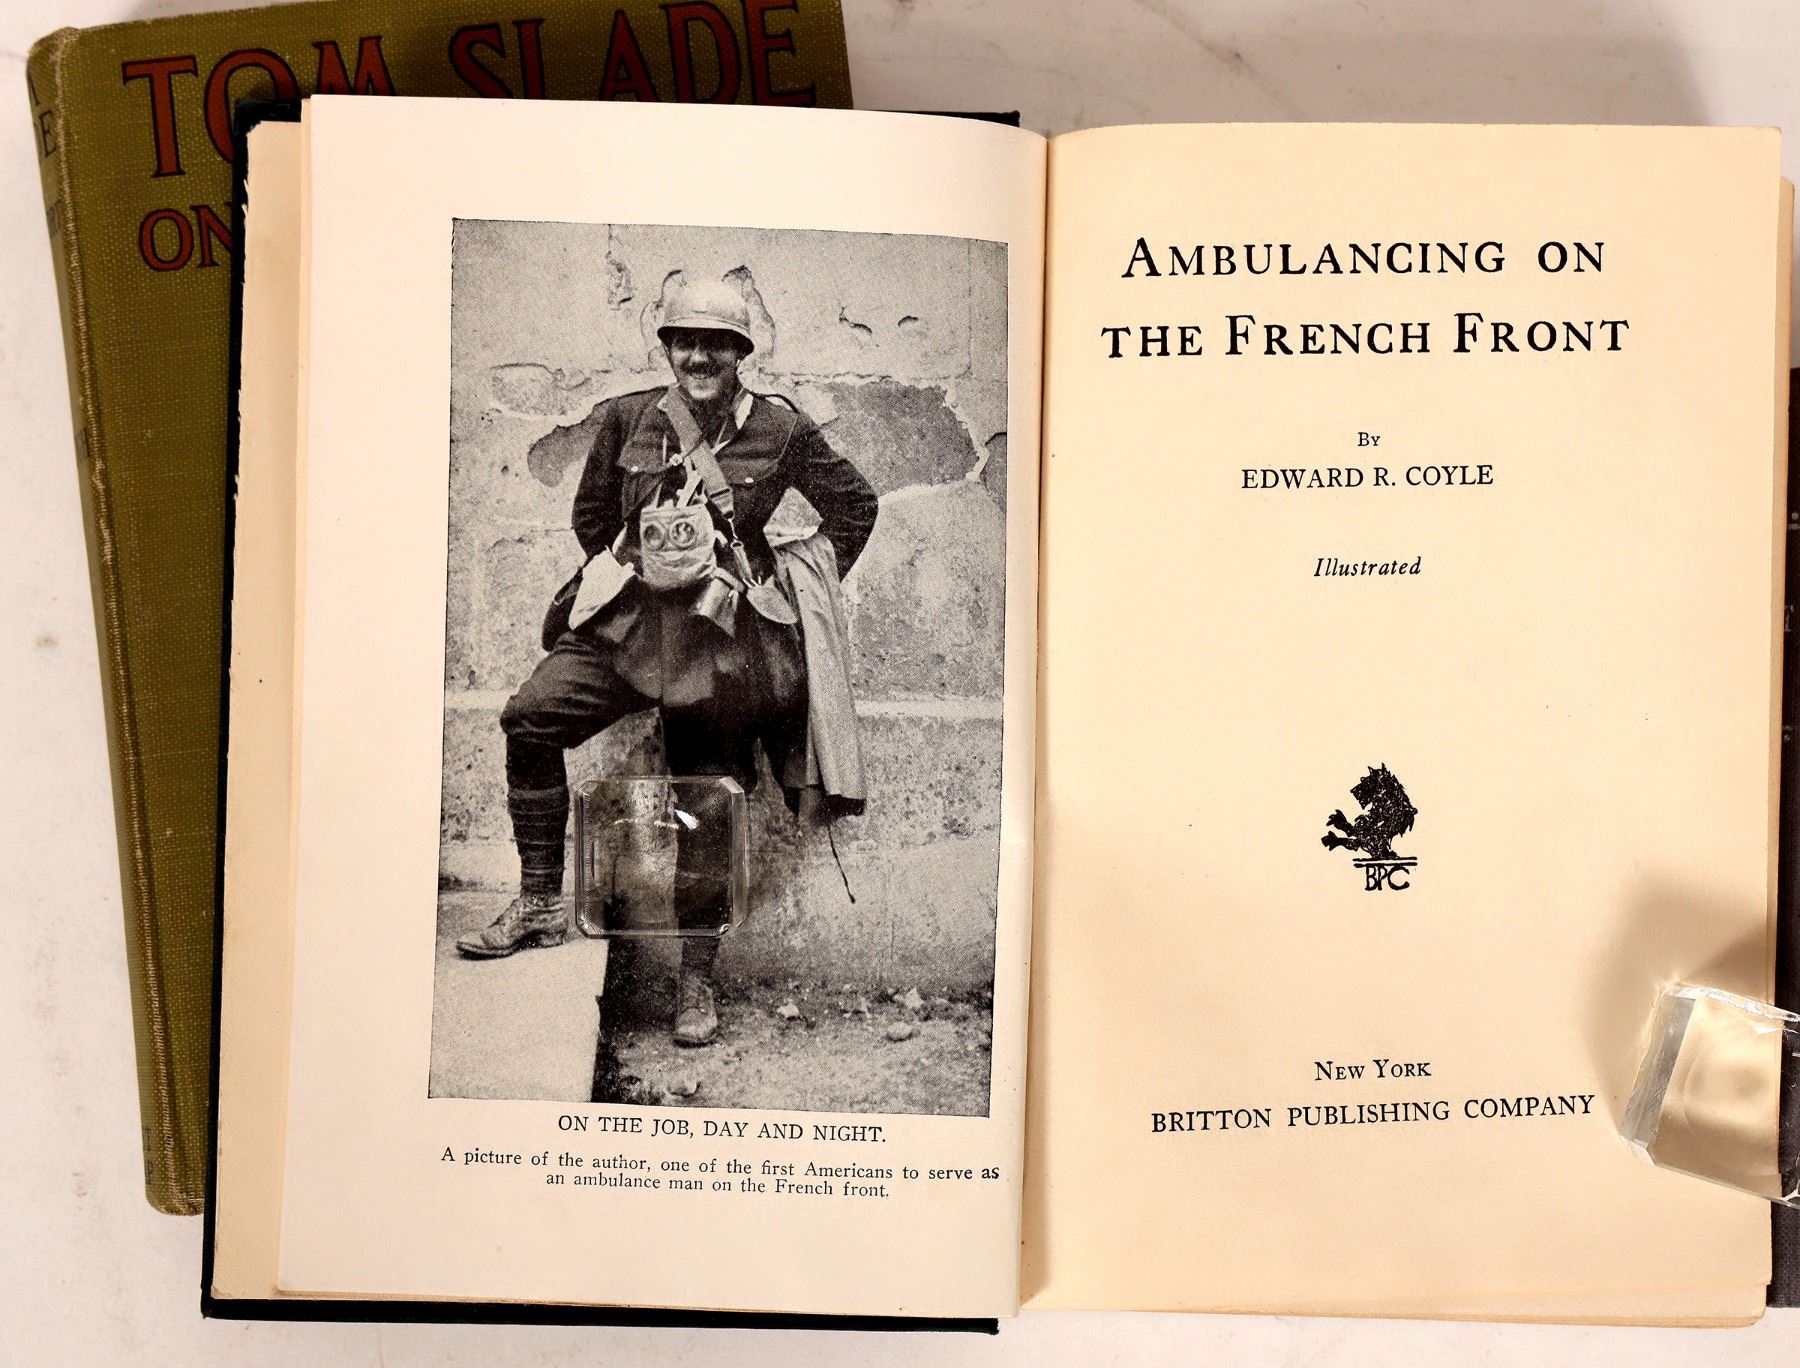 TOM SLADE
ON
ON THE JOB, DAY AND NIGHT.
A picture of the author, one of the first Americans to serve as
an ambulance man on the French front.
AMBULANCING ON
THE FRENCH FRONT
BY
EDWARD R. COYLE
Illustrated
BPC
NEW YORK
BRITTON PUBLISHING COMPANY